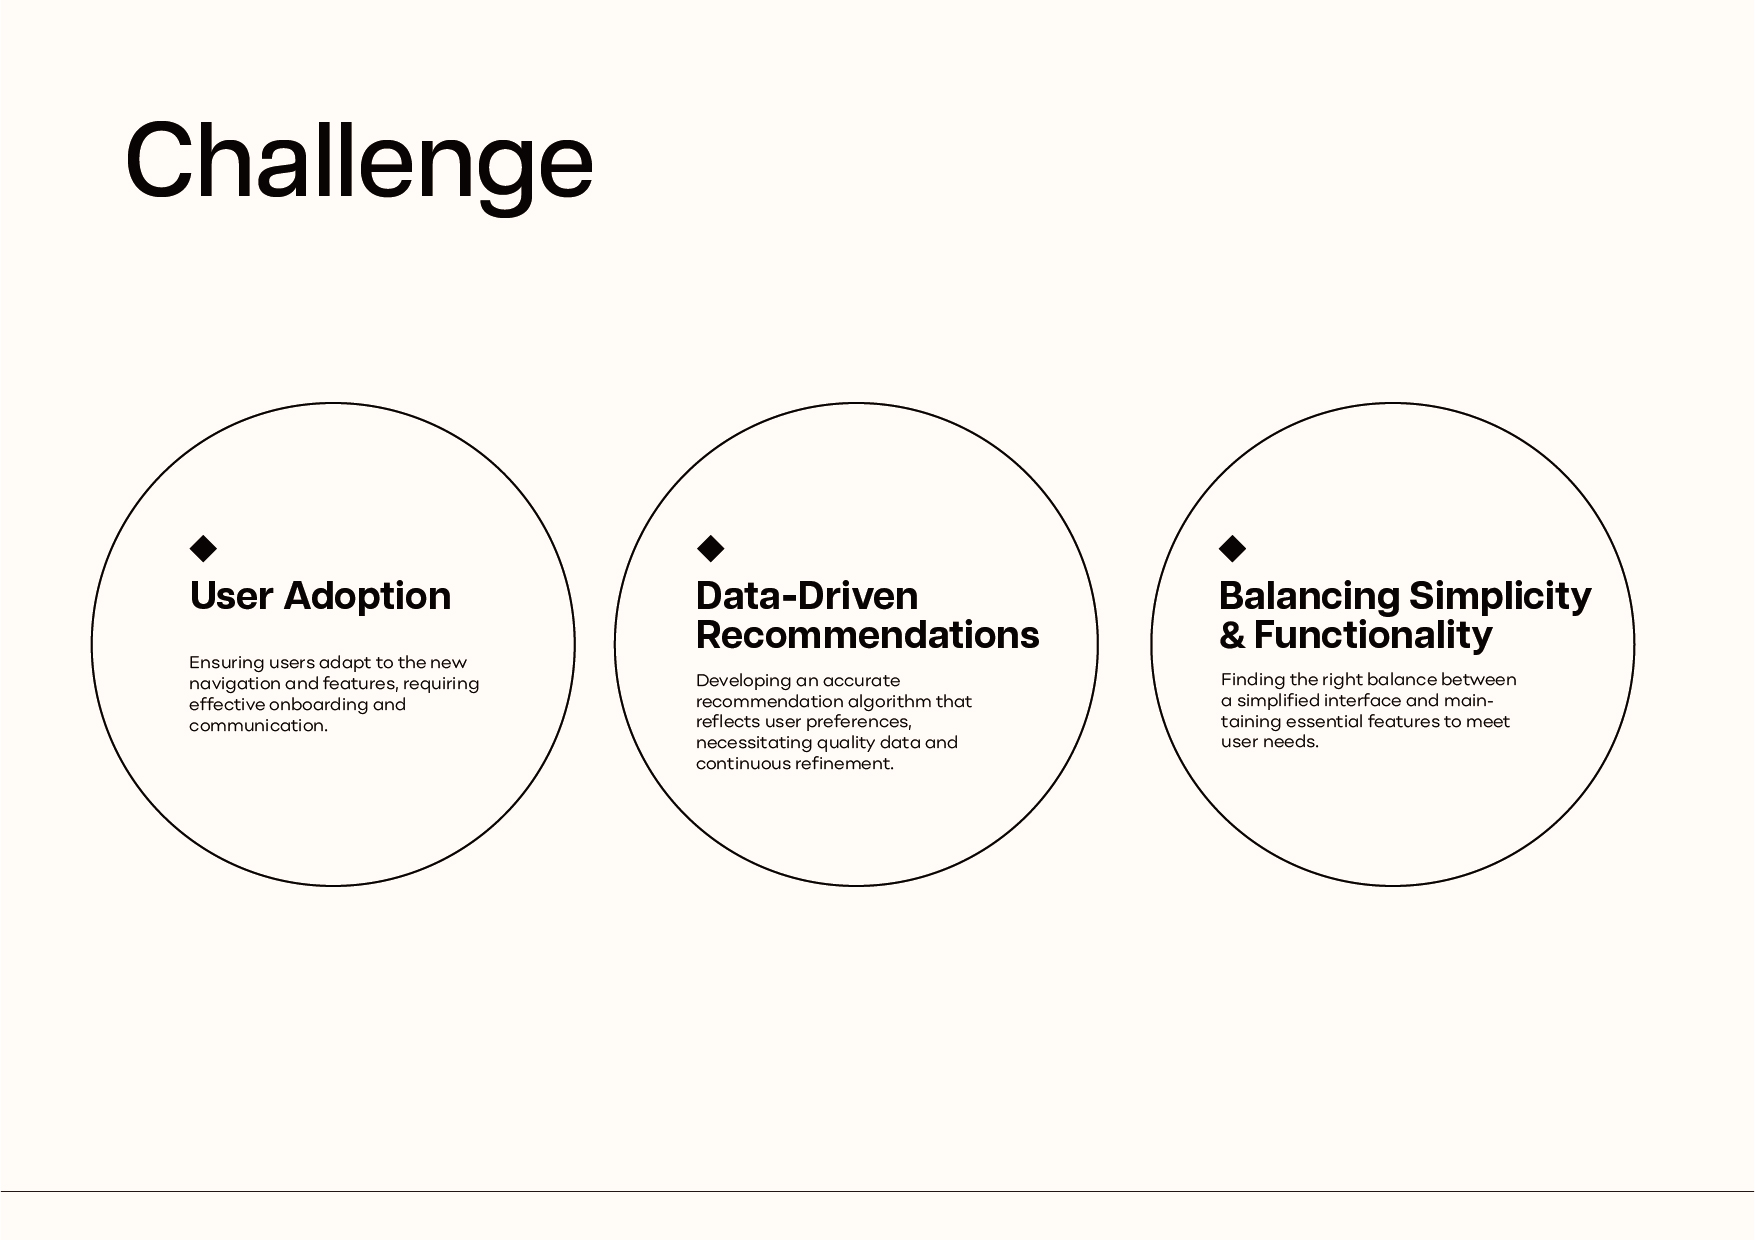 Challenge
User Adoption
Ensuring users adapt to the new
navigation and features, requiring
effective onboarding and
communication.
Data-Driven
Recommendations
Developing an accurate
recommendation algorithm that
reflects user preferences,
necessitating quality data and
continuous refinement.
Balancing Simplicity
& Functionality
Finding the right balance between
a simplified interface and main-
taining essential features to meet
user needs.